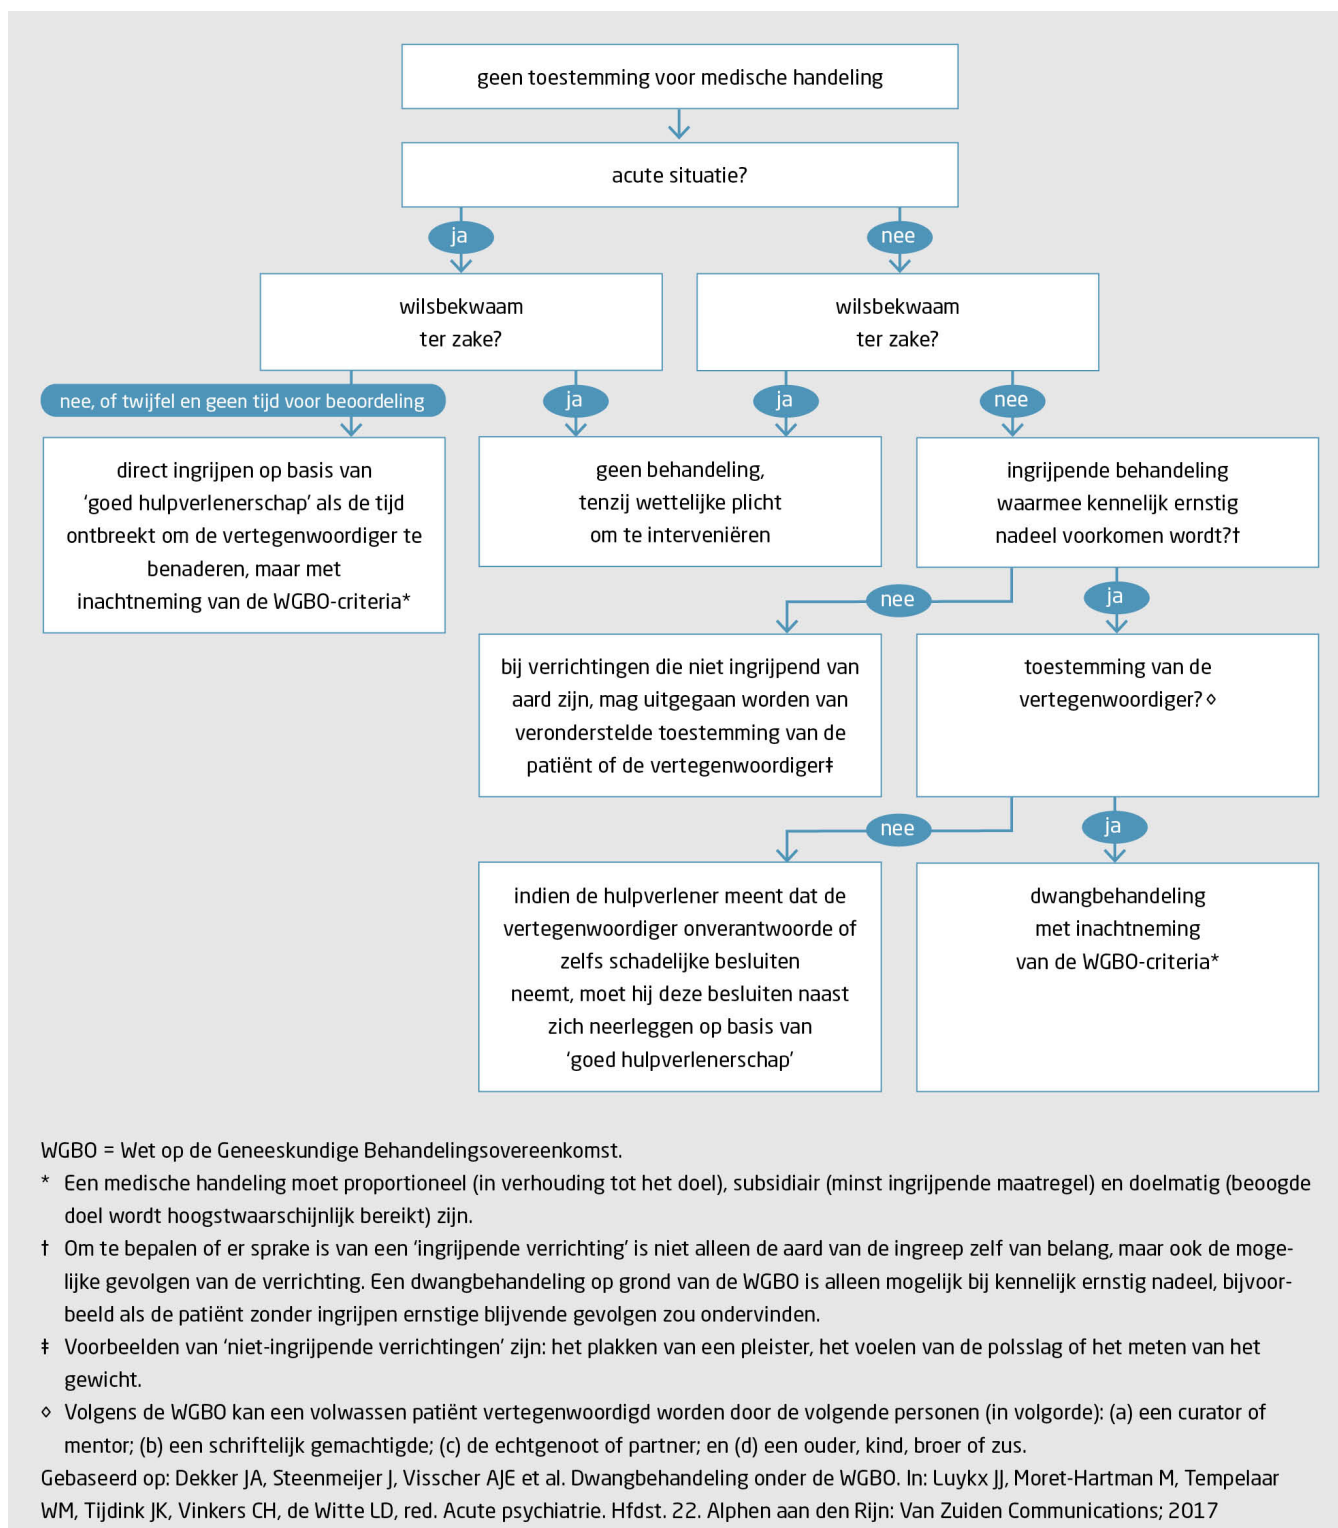 geen toestemming voor medische handeling
acute situatie?
ja
nee
wilsbekwaam
ter zake?
wilsbekwaam
ter zake?
nee, of twijfel en geen tijd voor beoordeling
ja
ja
nee
direct ingrijpen op basis van
‘goed hulpverlenerschap’ als de tijd
ontbreekt om de vertegenwoordiger te
benaderen, maar met
inachtneming van de WGBO-criteria*
geen behandeling,
tenzij wettelijke plicht
om te interveniëren
ingrijpende behandeling
waarmee kennelijk ernstig
nadeel voorkomen wordt?†
nee
ja
bij verrichtingen die niet ingrijpend van
aard zijn, mag uitgegaan worden van
veronderstelde toestemming van de
patiënt of de vertegenwoordiger‡
toestemming van de
vertegenwoordiger?◊
nee
ja
indien de hulpverlener meent dat de
vertegenwoordiger onverantwoorde of
zelfs schadelijke besluiten
neemt, moet hij deze besluiten naast
zich neerleggen op basis van
‘goed hulpverlenerschap’
dwangbehandeling
met inachtneming
van de WGBO-criteria*
WGBO = Wet op de Geneeskundige Behandelingsovereenkomst.
* Een medische handeling moet proportioneel (in verhouding tot het doel), subsidiair (minst ingrijpende maatregel) en doelmatig (beoogde
doel wordt hoogstwaarschijnlijk bereikt) zijn.
† Om te bepalen of er sprake is van een ‘ingrijpende verrichting’ is niet alleen de aard van de ingreep zelf van belang, maar ook de moge-
lijke gevolgen van de verrichting. Een dwangbehandeling op grond van de WGBO is alleen mogelijk bij kennelijk ernstig nadeel, bijvoor-
beeld als de patiënt zonder ingrijpen ernstige blijvende gevolgen zou ondervinden.
‡ Voorbeelden van ‘niet-ingrijpende verrichtingen’ zijn: het plakken van een pleister, het voelen van de polsslag of het meten van het
gewicht.
◊ Volgens de WGBO kan een volwassen patiënt vertegenwoordigd worden door de volgende personen (in volgorde): (a) een curator of
mentor; (b) een schriftelijk gemachtigde; (c) de echtgenoot of partner; en (d) een ouder, kind, broer of zus.
Gebaseerd op: Dekker JA, Steenmeijer J, Visscher AJE et al. Dwangbehandeling onder de WGBO. In: Luykx JJ, Moret-Hartman M, Tempelaar
WM, Tijdink JK, Vinkers CH, de Witte LD, red. Acute psychiatrie. Hfdst. 22. Alphen aan den Rijn: Van Zuiden Communications; 2017